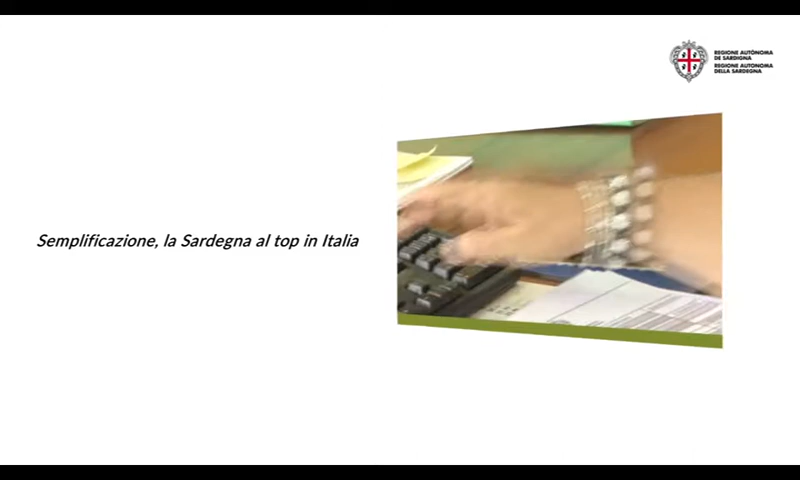 REGIONE AUTÒNOMA
DE SARDIGNA
REGIONE AUTONOMA
DELLA SARDEGNA
Semplificazione, la Sardegna al top in Italia